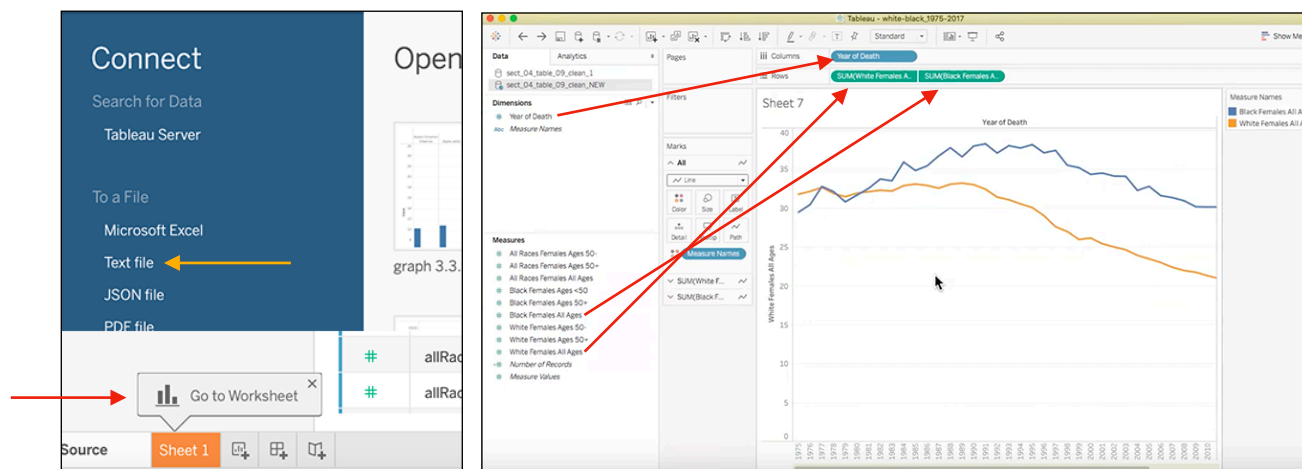 Connect
Search for Data
Tableau Server
To a File
Microsoft Excel
Text file
JSON file
PDF file
Open
graph 3.3.
# allRac
# allRac
Go to Worksheet
Source
Sheet 1
Tableau - white-black_1975-2017
Standard
Show Me
Data
Analytics
sect_04_table_09_clean_1
sect_04_table_09_clean_NEW
Dimensions
Year of Death
Abc Measure Names
Measures
All Races Females Ages 50-
All Races Females Ages 50+
All Races Females All Ages
Black Females Ages <50
Black Females Ages 50+
Black Females All Ages
White Females Ages 50-
White Females Ages 50+
White Females All Ages
Number of Records
Measure Values
Pages
Filters
Marks
All
Line
Color
Size
Label
Detail
Path
Measure Names
SUM(White F...
SUM(Black F...
Columns
Year of Death
Rows
SUM(White Females A..
SUM(Black Females A..
Sheet 7
Year of Death
White Females All Ages
40
35
30
25
20
15
10
5
0
1975 1976 1977 1978 1979 1980 1981 1982 1983 1984 1985 1986 1987 1988 1989 1990 1991 1992 1993 1994 1995 1996 1997 1998 1999 2000 2001 2002 2003 2004 2005 2006 2007 2008 2009 2010
Measure Names
Black Females All A
White Females All A